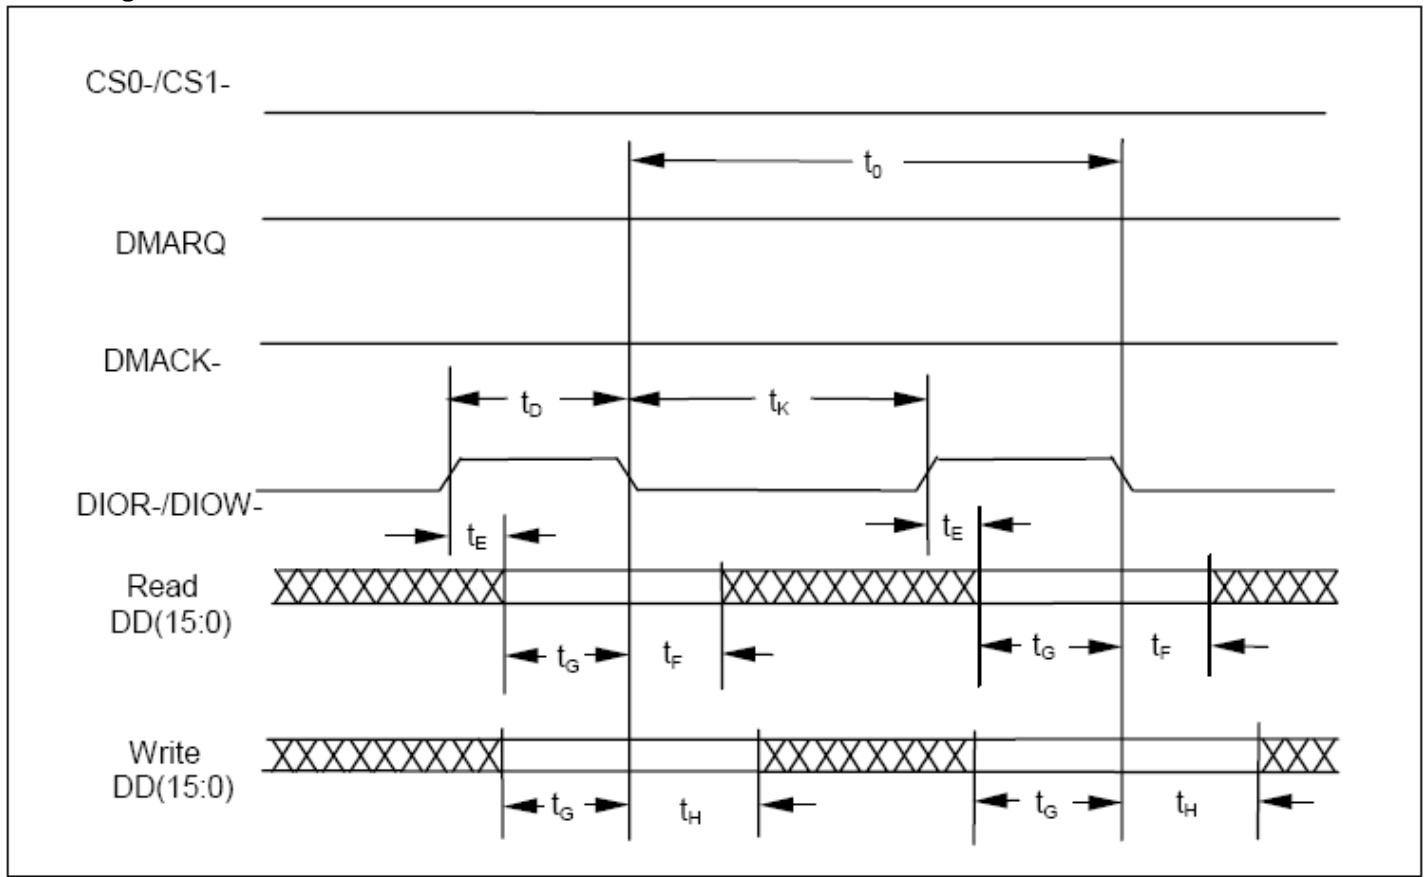 CS0-/CS1-
t0
DMARQ
DMACK-
tD tK
DIOR-/DIOW-
tE tE
Read
DD(15:0)
tG tF tG tF
Write
DD(15:0)
tG tH tG tH